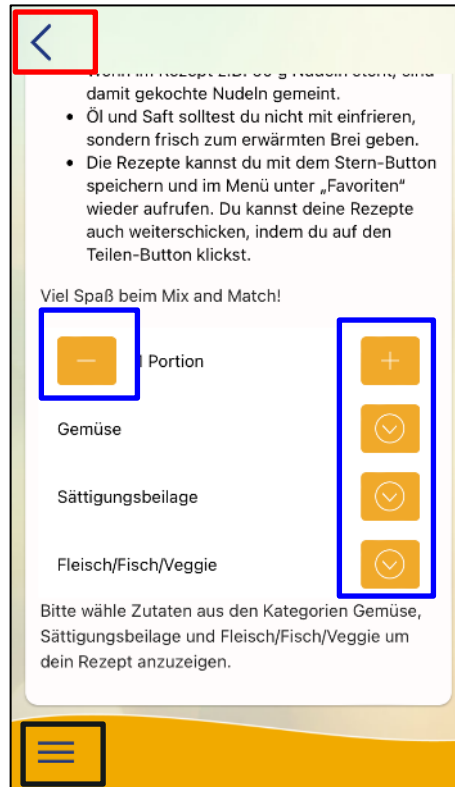 damit gekochte Nudeln gemeint.
• Öl und Saft solltest du nicht mit einfrieren,
sondern frisch zum erwärmten Brei geben.
• Die Rezepte kannst du mit dem Stern-Button
speichern und im Menü unter „Favoriten"
wieder aufrufen. Du kannst deine Rezepte
auch weiterschicken, indem du auf den
Teilen-Button klickst.
Viel Spaß beim Mix and Match!
Portion
Gemüse
Sättigungsbeilage
Fleisch/Fisch/Veggie
Bitte wähle Zutaten aus den Kategorien Gemüse,
Sättigungsbeilage und Fleisch/Fisch/Veggie um
dein Rezept anzuzeigen.